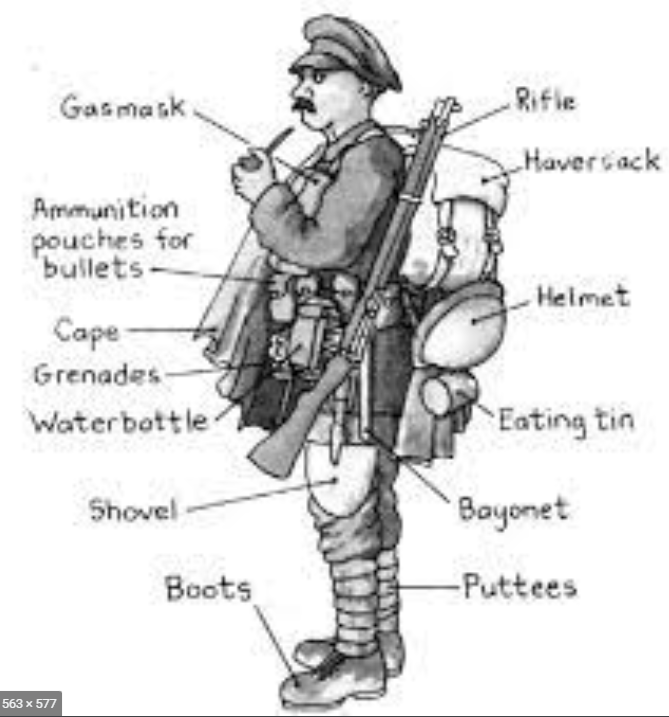 Gasmask
Rifle
Haversack
Ammunition
pouches for
bullets
Helmet
Cape
Grenades
Waterbottle
Eating tin
Shovel
Bayonet
Boots
Puttees
563 × 577